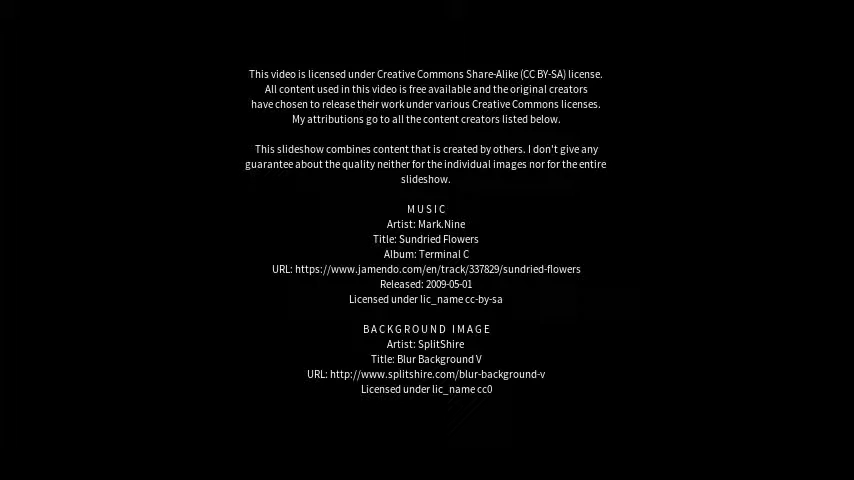 This video is licensed under Creative Commons Share-Alike (CC BY-SA) license.
All content used in this video is free available and the original creators
have chosen to release their work under various Creative Commons licenses.
My attributions go to all the content creators listed below.
This slideshow combines content that is created by others. I don't give any
guarantee about the quality neither for the individual images nor for the entire
slideshow.
MUSIC
Artist: Mark.Nine
Title: Sundried Flowers
Album: Terminal C
URL: https://www.jamendo.com/en/track/337829/sundried-flowers
Released: 2009-05-01
Licensed under lic_name cc-by-sa
BACKGROUND IMAGE
Artist: SplitShire
Title: Blur Background V
URL: http://www.splitshire.com/blur-background-v
Licensed under lic_name cc0